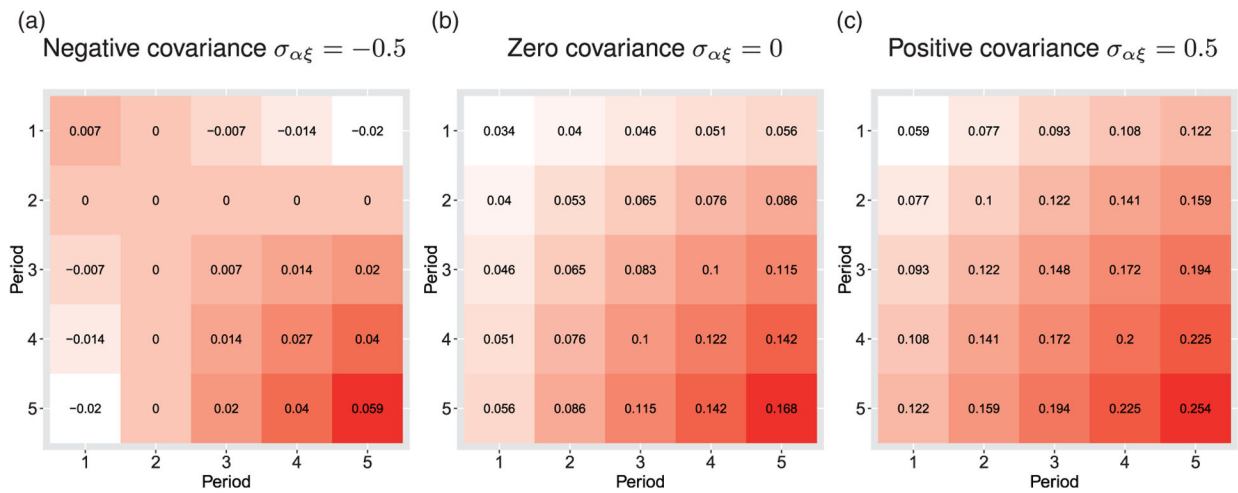 (a)
Negative covariance σαξ = −0.5
1 0.007 0 −0.007 −0.014 −0.02
2 0 0 0 0 0
3 −0.007 0 0.007 0.014 0.02
4 −0.014 0 0.014 0.027 0.04
5 −0.02 0 0.02 0.04 0.059
Period
1 2 3 4 5
Period
(b)
Zero covariance σαξ = 0
1 0.034 0.04 0.046 0.051 0.056
2 0.04 0.053 0.065 0.076 0.086
3 0.046 0.065 0.083 0.1 0.115
4 0.051 0.076 0.1 0.122 0.142
5 0.056 0.086 0.115 0.142 0.168
Period
1 2 3 4 5
Period
(c)
Positive covariance σαξ = 0.5
1 0.059 0.077 0.093 0.108 0.122
2 0.077 0.1 0.122 0.141 0.159
3 0.093 0.122 0.148 0.172 0.194
4 0.108 0.141 0.172 0.2 0.225
5 0.122 0.159 0.194 0.225 0.254
Period
1 2 3 4 5
Period